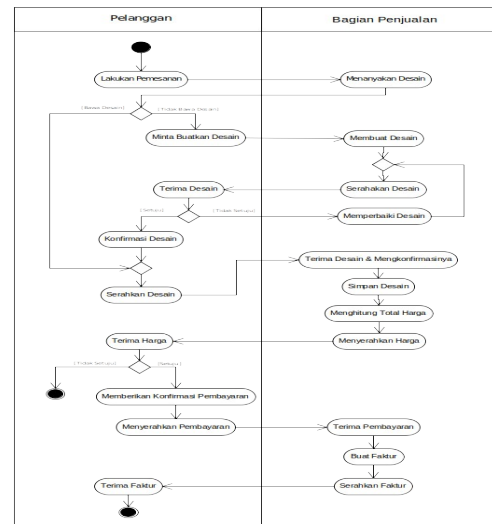 Pelanggan
Bagian Penjualan
Lakukan Pemesanan
Menanyakan Desain
[Bawa Desain]
[Tidak Bawa Desain]
Minta Buatkan Desain
Membuat Desain
Terima Desain
Serahakan Desain
[Setuju]
[Tidak Setuju]
Memperbaiki Desain
Konfirmasi Desain
Terima Desain & Mengkonfirmasinya
Serahkan Desain
Simpan Desain
Menghitung Total Harga
Terima Harga
Menyerahkan Harga
[Tidak Setuju]
[Setuju]
Memberikan Konfirmasi Pembayaran
Menyerahkan Pembayaran
Terima Pembayaran
Buat Faktur
Terima Faktur
Serahkan Faktur